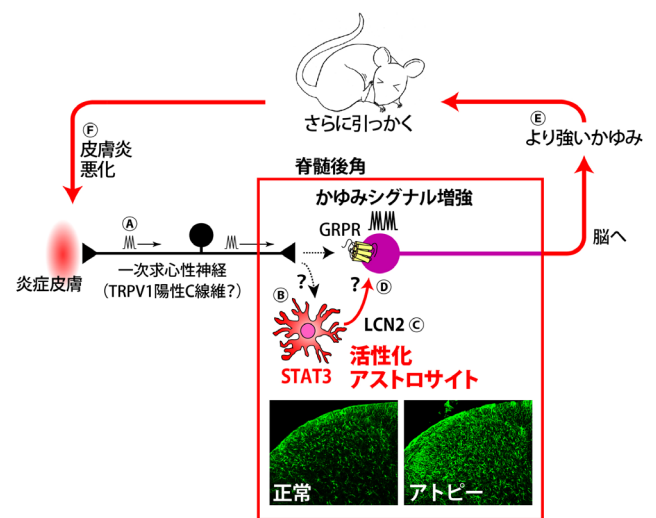 さらに引っかく
Ⓔ
より強いかゆみ
Ⓕ
皮膚炎
悪化
脊髄後角
かゆみシグナル増強
GRPR
Ⓐ
脳へ
炎症皮膚
一次求心性神経
(TRPV1陽性C線維?)
?
Ⓑ
?
Ⓓ
LCN2 Ⓒ
STAT3
活性化
アストロサイト
正常
アトピー